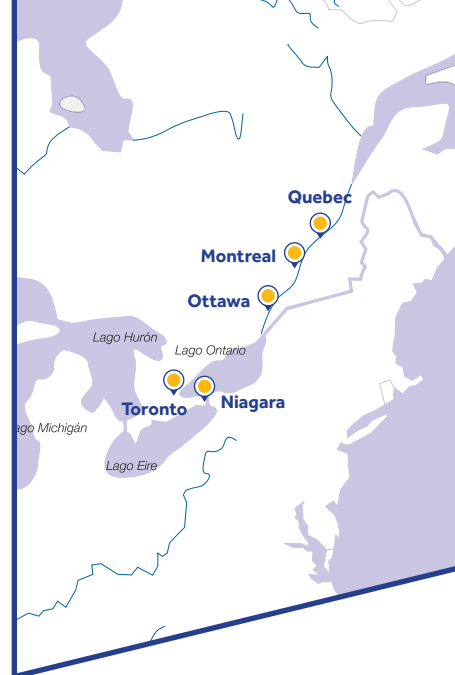 Quebec
Montreal
Ottawa
Lago Hurón
Lago Ontario
Toronto
Niagara
ago Michigán
Lago Eire